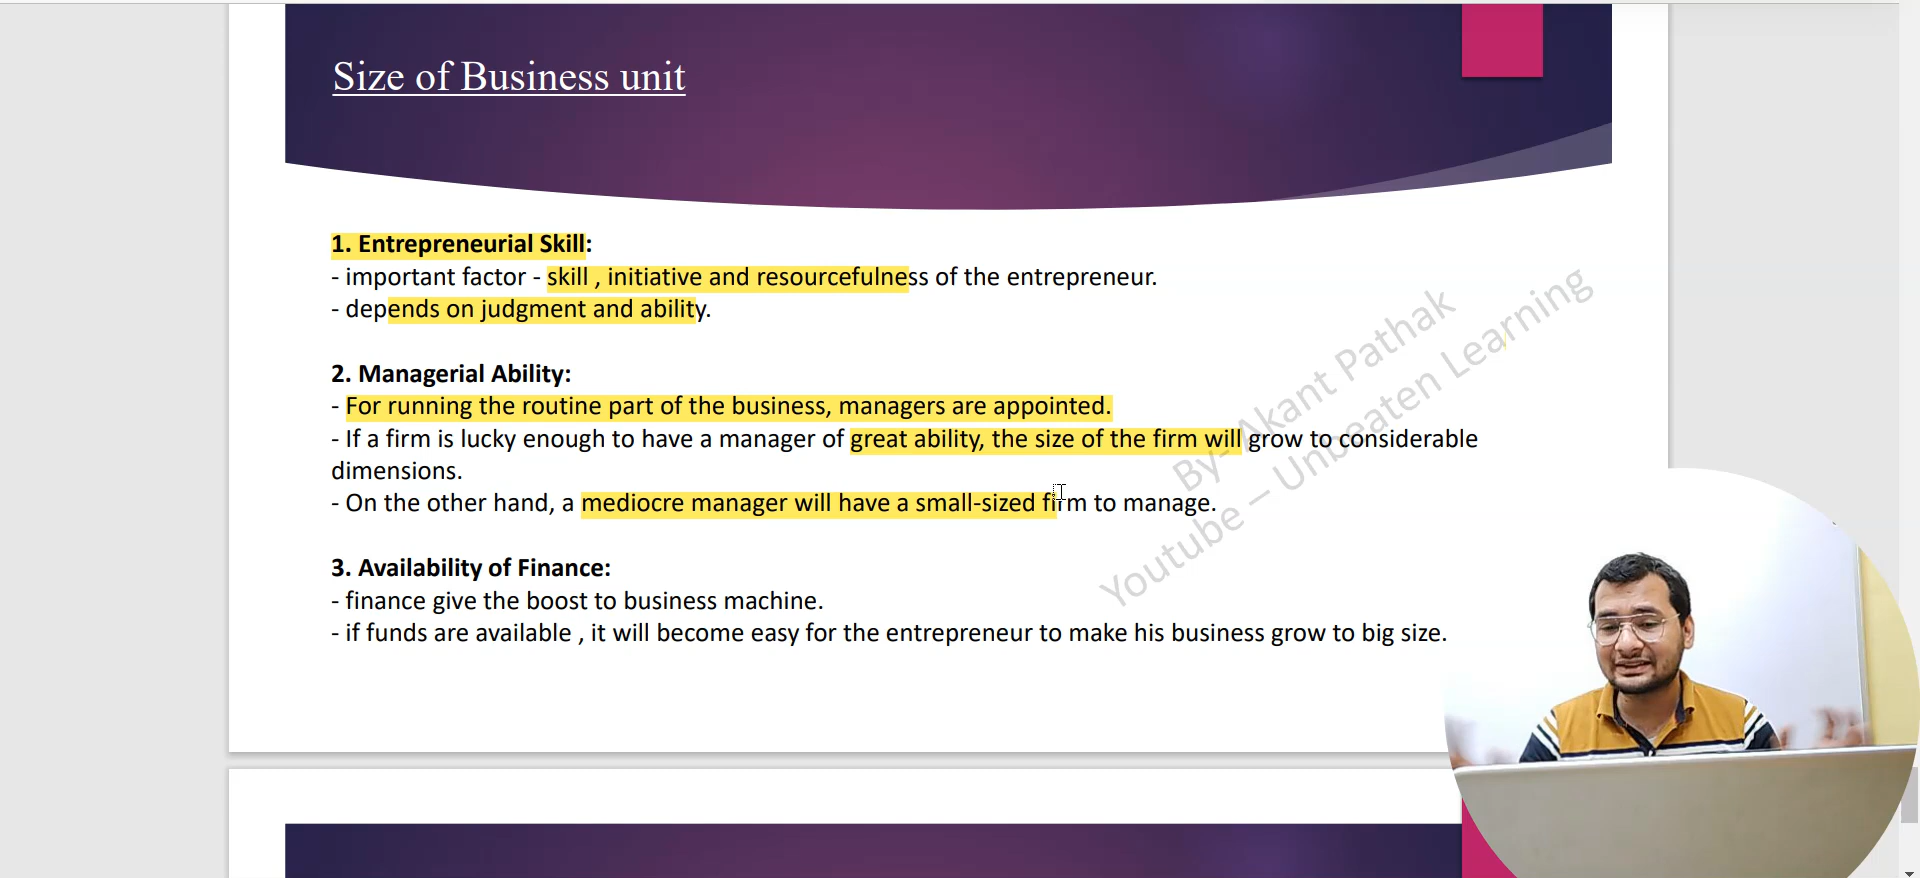 Size of Business unit
1. Entrepreneurial Skill:
- important factor - skill , initiative and resourcefulness of the entrepreneur.
- depends on judgment and ability.
2. Managerial Ability:
- For running the routine part of the business, managers are appointed.
- If a firm is lucky enough to have a manager of great ability, the size of the firm will grow to considerable
dimensions.
- On the other hand, a mediocre manager will have a small-sized firm to manage.
3. Availability of Finance:
- finance give the boost to business machine.
- if funds are available , it will become easy for the entrepreneur to make his business grow to big size.
By- Akant Pathak
Youtube – Unbeaten Learning